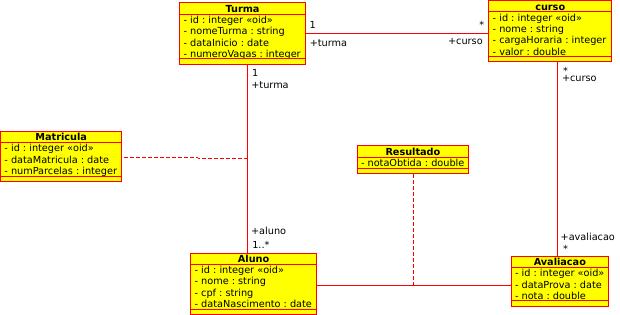 Turma
- id : integer «oid»
- nomeTurma : string
- dataInicio : date
- numeroVagas : integer
1
+turma
*
+curso
curso
- id : integer «oid»
- nome : string
- cargaHoraria : integer
- valor : double
1
+turma
*
+curso
Matricula
- id : integer «oid»
- dataMatricula : date
- numParcelas : integer
Resultado
- notaObtida : double
+aluno
1..*
+avaliacao
*
Aluno
- id : integer «oid»
- nome : string
- cpf : string
- dataNascimento : date
Avaliacao
- id : integer «oid»
- dataProva : date
- nota : double